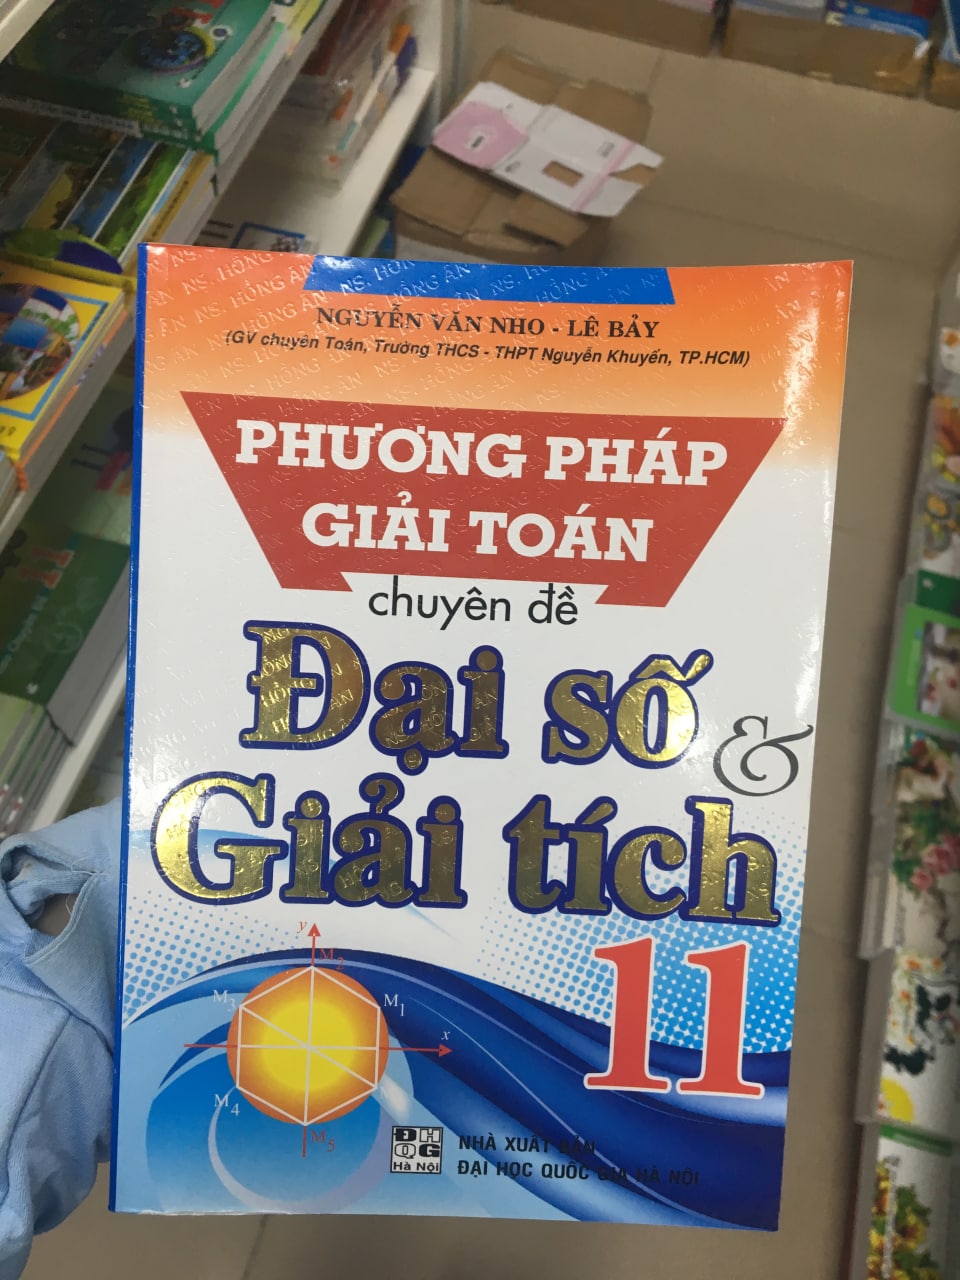 NGUYỄN VĂN NHO - LÊ BẢY
(GV chuyên Toán, Trường THCS - THPT Nguyễn Khuyến, TP.HCM)
PHƯƠNG PHÁP
GIẢI TOÁN
chuyên đề
Đại số &
Giải tích
11
y
M2
M3
M1
x
M4
M5
ĐH
QG
Hà Nội
NHÀ XUẤT BẢN
ĐẠI HỌC QUỐC GIA HÀ NỘI